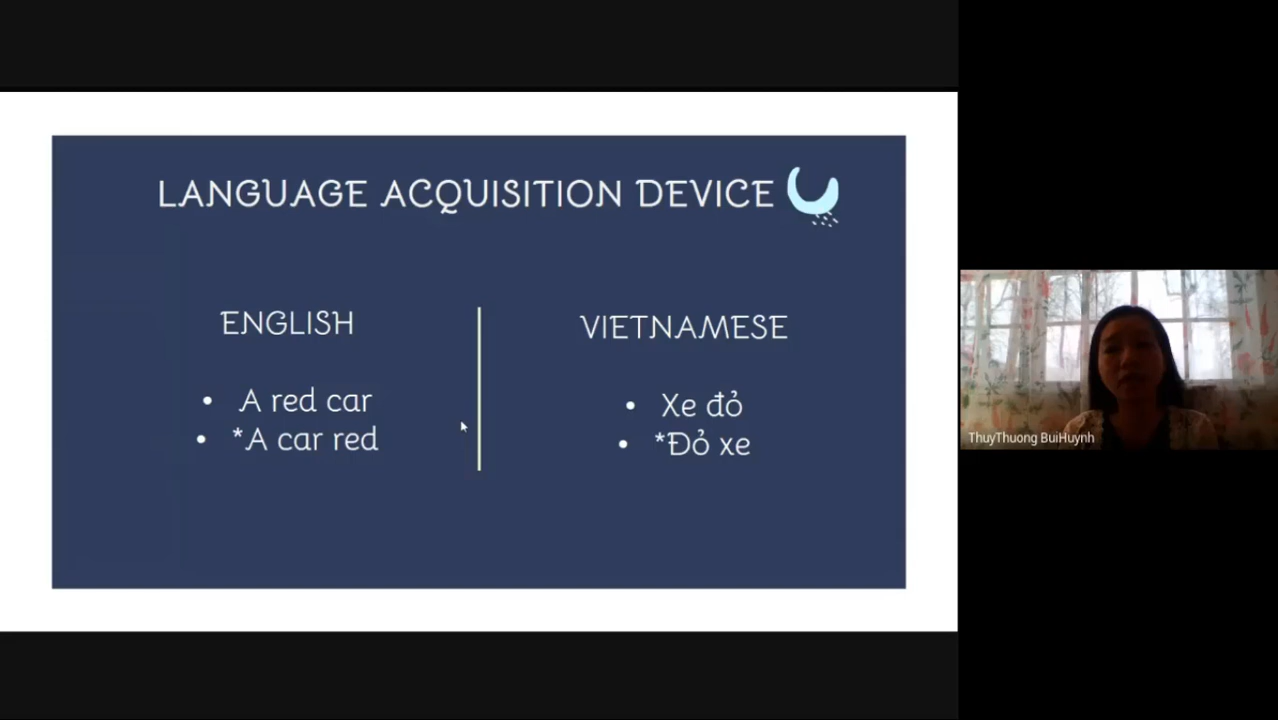 LANGUAGE ACQUISITION DEVICE
ENGLISH
• A red car
• *A car red
VIETNAMESE
• Xe đỏ
• *Đỏ xe
ThuyThuong BuiHuynh